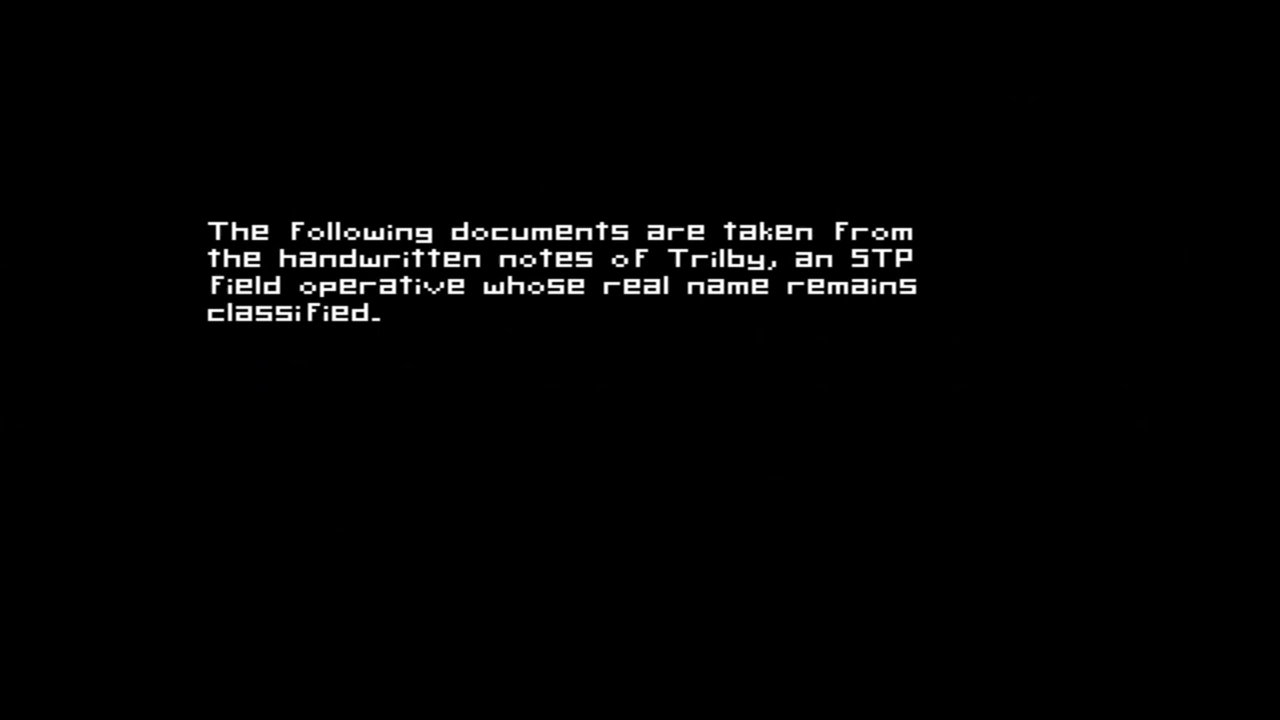 The following documents are taken from
the handwritten notes of Trilby, an STP
field operative whose real name remains
classified.